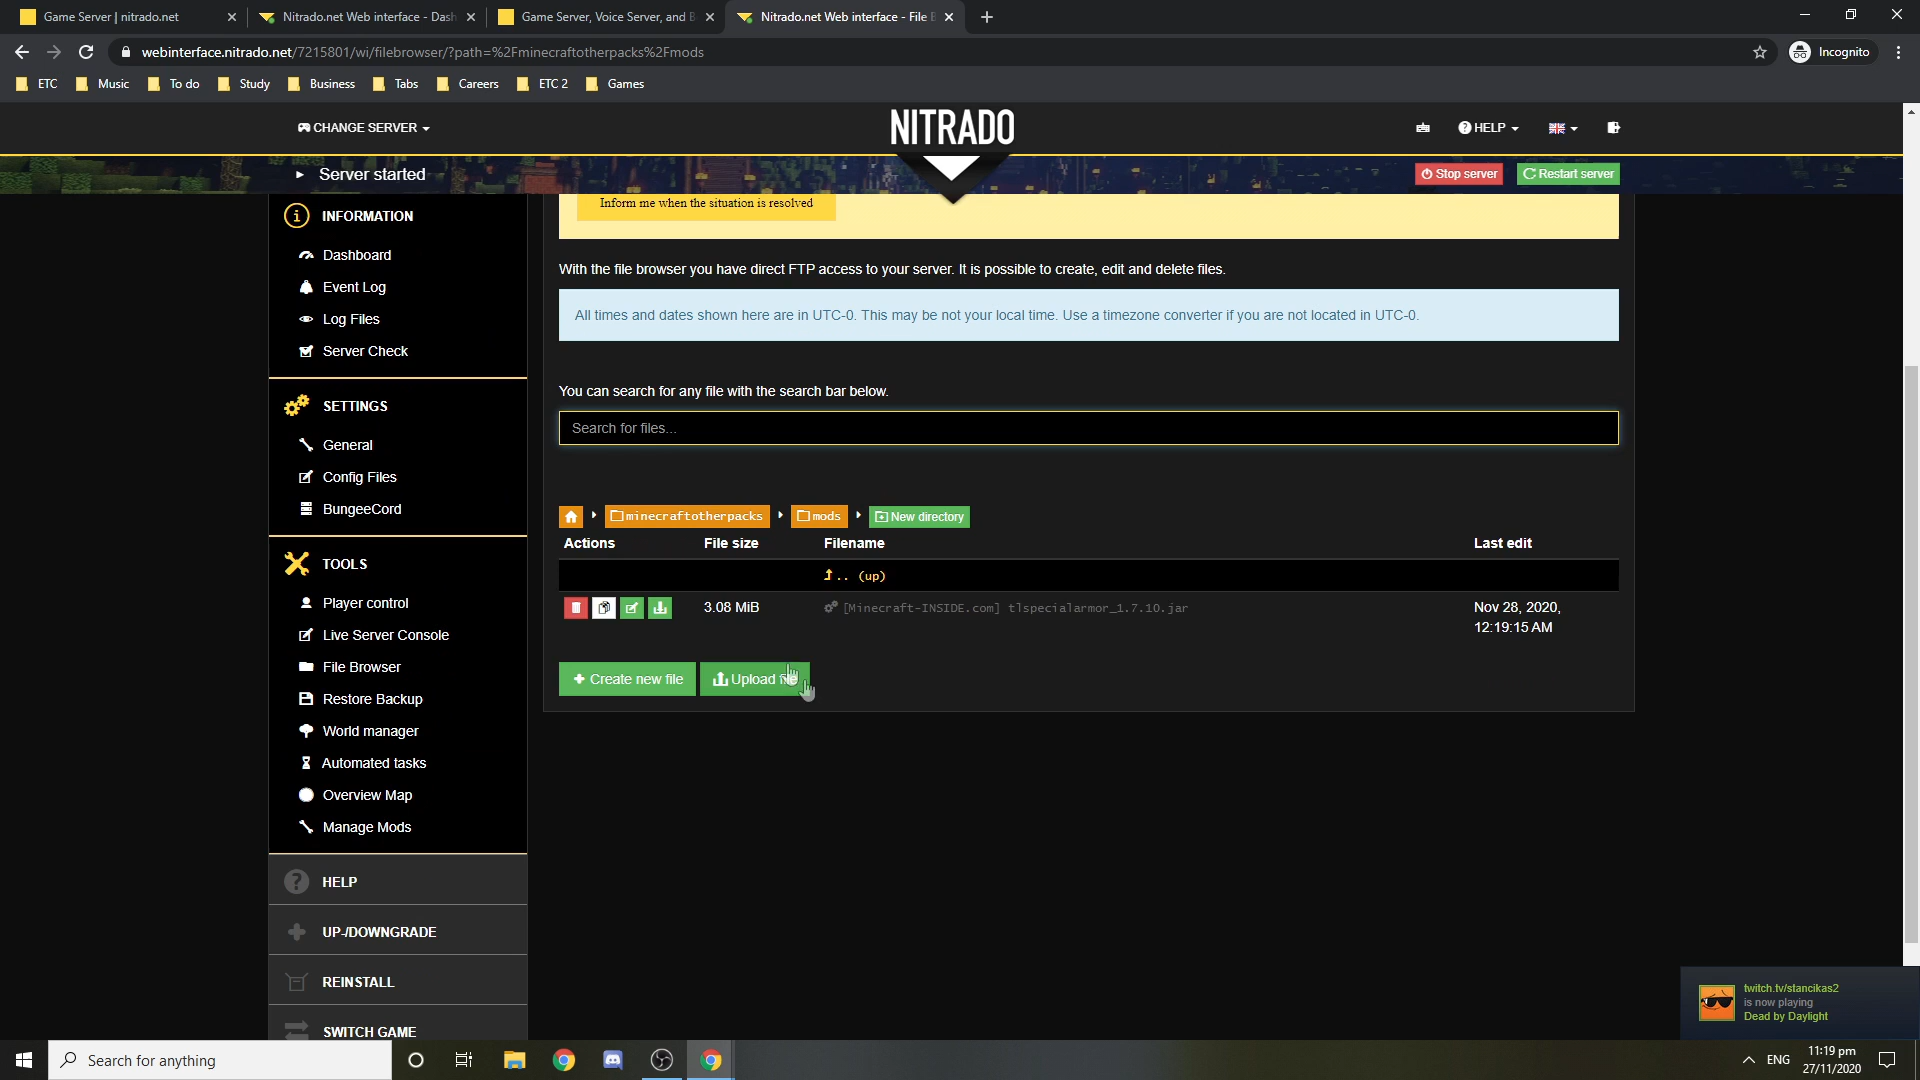 Game Server | nitrado.net
Nitrado.net Web interface - Dash
Game Server, Voice Server, and B
Nitrado.net Web interface - File B
webinterface.nitrado.net/7215801/wi/filebrowser/?path=%2Fminecraftotherpacks%2Fmods
Incognito
ETC
Music
To do
Study
Business
Tabs
Careers
ETC 2
Games
CHANGE SERVER
NITRADO
HELP
Server started
Stop server
Restart server
INFORMATION
Dashboard
Event Log
Log Files
Server Check
SETTINGS
General
Config Files
BungeeCord
TOOLS
Player control
Live Server Console
File Browser
Restore Backup
World manager
Automated tasks
Overview Map
Manage Mods
HELP
UP-/DOWNGRADE
REINSTALL
SWITCH GAME
Inform me when the situation is resolved
With the file browser you have direct FTP access to your server. It is possible to create, edit and delete files.
All times and dates shown here are in UTC-0. This may be not your local time. Use a timezone converter if you are not located in UTC-0.
You can search for any file with the search bar below.
Search for files...
minecraftotherpacks
mods
New directory
Actions
File size
Filename
Last edit
.. (up)
3.08 MiB
[Minecraft-INSIDE.com] tlspecialarmor_1.7.10.jar
Nov 28, 2020,
12:19:15 AM
Create new file
Upload file
twitch.tv/stancikas2
is now playing
Dead by Daylight
Search for anything
ENG
11:19 pm
27/11/2020